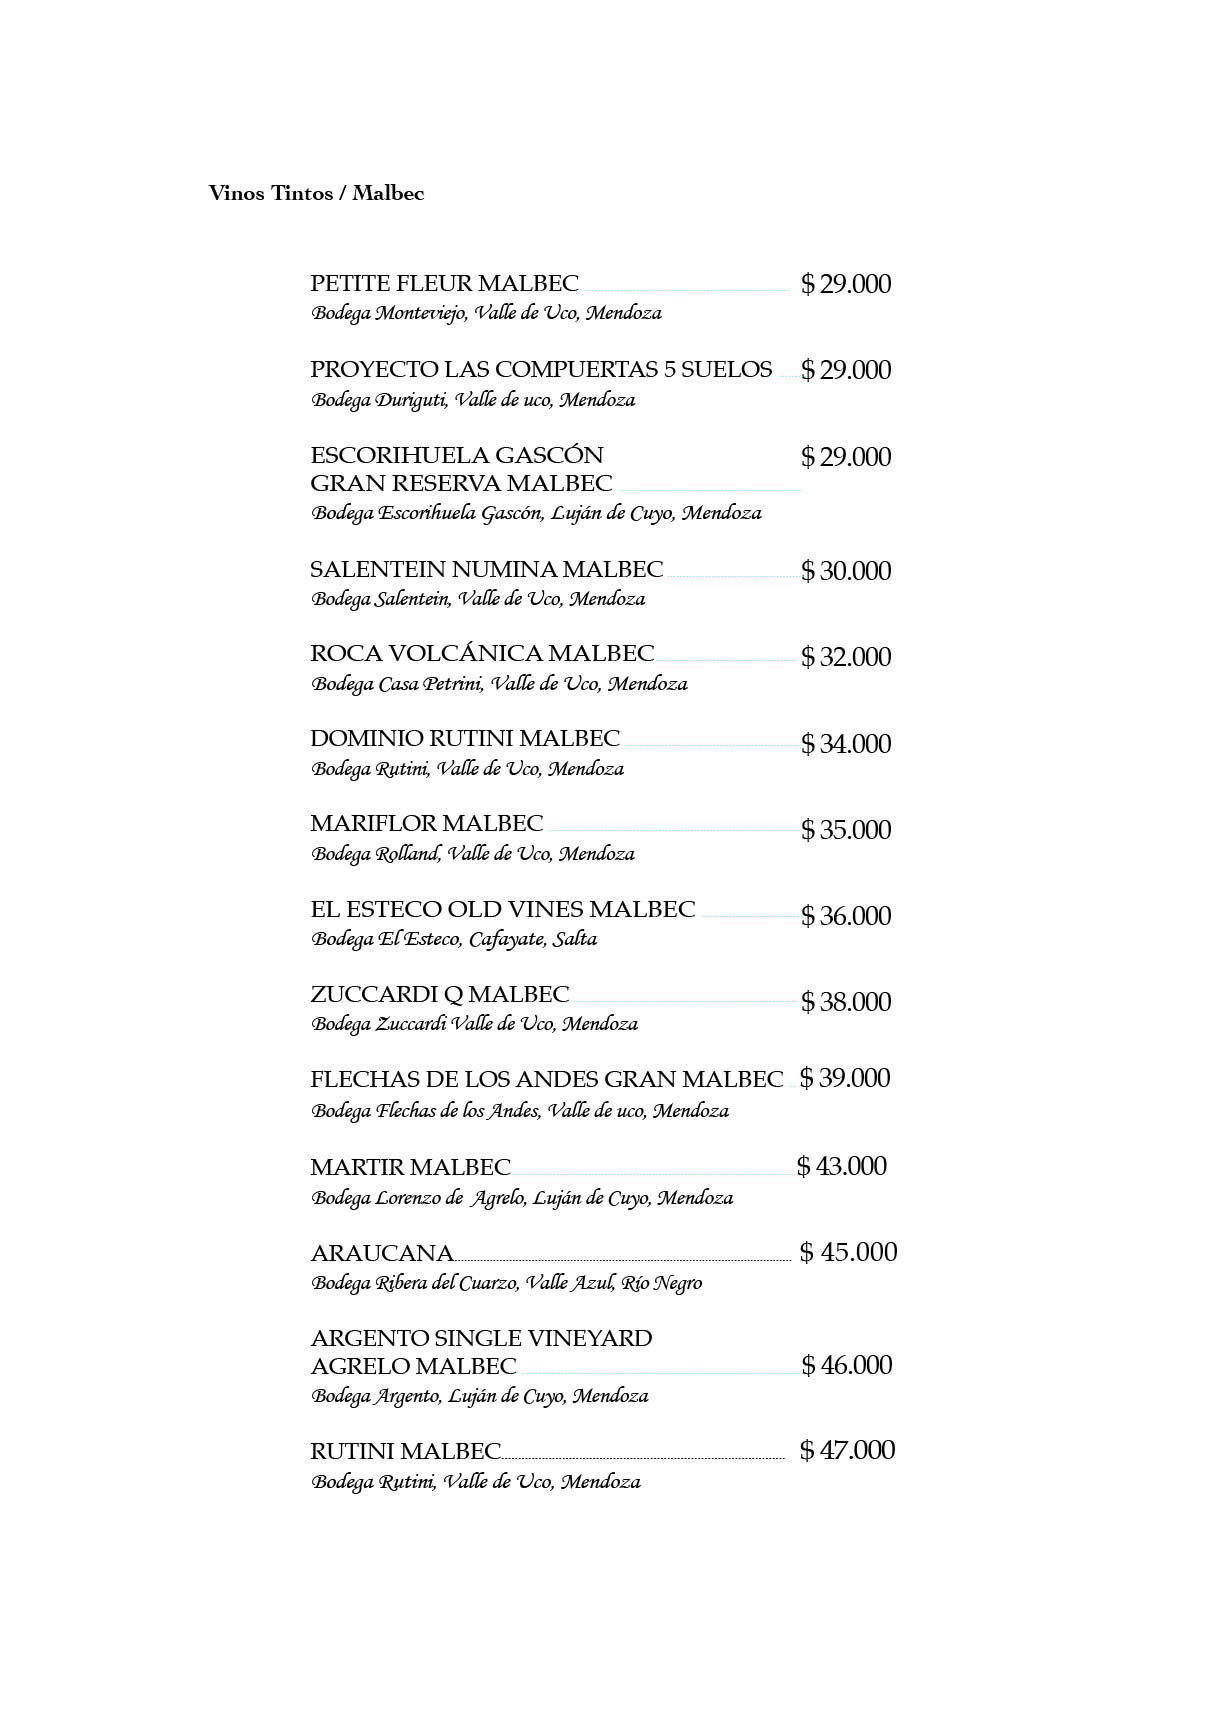 Vinos Tintos / Malbec
PETITE FLEUR MALBEC $ 29.000
Bodega Monteviejo, Valle de Uco, Mendoza
PROYECTO LAS COMPUERTAS 5 SUELOS $ 29.000
Bodega Duriguti, Valle de uco, Mendoza
ESCORIHUELA GASCÓN $ 29.000
GRAN RESERVA MALBEC
Bodega Escorihuela Gascón, Luján de Cuyo, Mendoza
SALENTEIN NUMINA MALBEC $ 30.000
Bodega Salentein, Valle de Uco, Mendoza
ROCA VOLCÁNICA MALBEC $ 32.000
Bodega Casa Petrini, Valle de Uco, Mendoza
DOMINIO RUTINI MALBEC $ 34.000
Bodega Rutini, Valle de Uco, Mendoza
MARIFLOR MALBEC $ 35.000
Bodega Rolland, Valle de Uco, Mendoza
EL ESTECO OLD VINES MALBEC $ 36.000
Bodega El Esteco, Cafayate, Salta
ZUCCARDI Q MALBEC $ 38.000
Bodega Zuccardi Valle de Uco, Mendoza
FLECHAS DE LOS ANDES GRAN MALBEC $ 39.000
Bodega Flechas de los Andes, Valle de uco, Mendoza
MARTIR MALBEC $ 43.000
Bodega Lorenzo de Agrelo, Luján de Cuyo, Mendoza
ARAUCANA $ 45.000
Bodega Ribera del Cuarzo, Valle Azul, Río Negro
ARGENTO SINGLE VINEYARD
AGRELO MALBEC $ 46.000
Bodega Argento, Luján de Cuyo, Mendoza
RUTINI MALBEC $ 47.000
Bodega Rutini, Valle de Uco, Mendoza